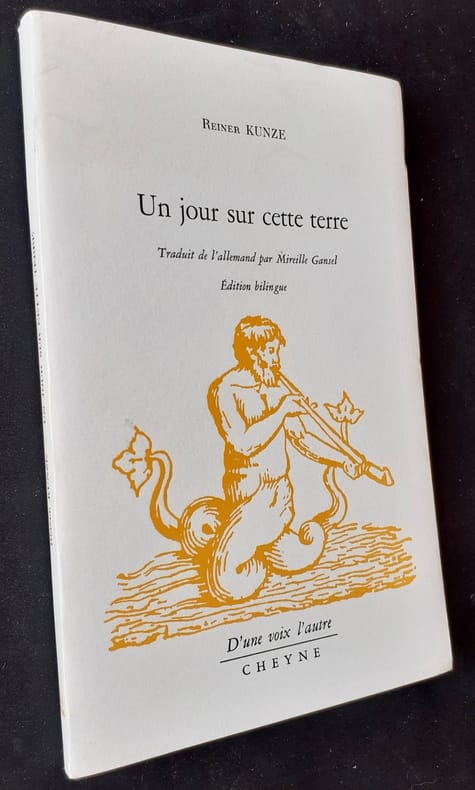 Reiner KUNZE
Un jour sur cette terre
Traduit de l'allemand par Mireille Gansel
Édition bilingue
D'une voix l'autre
CHEYNE